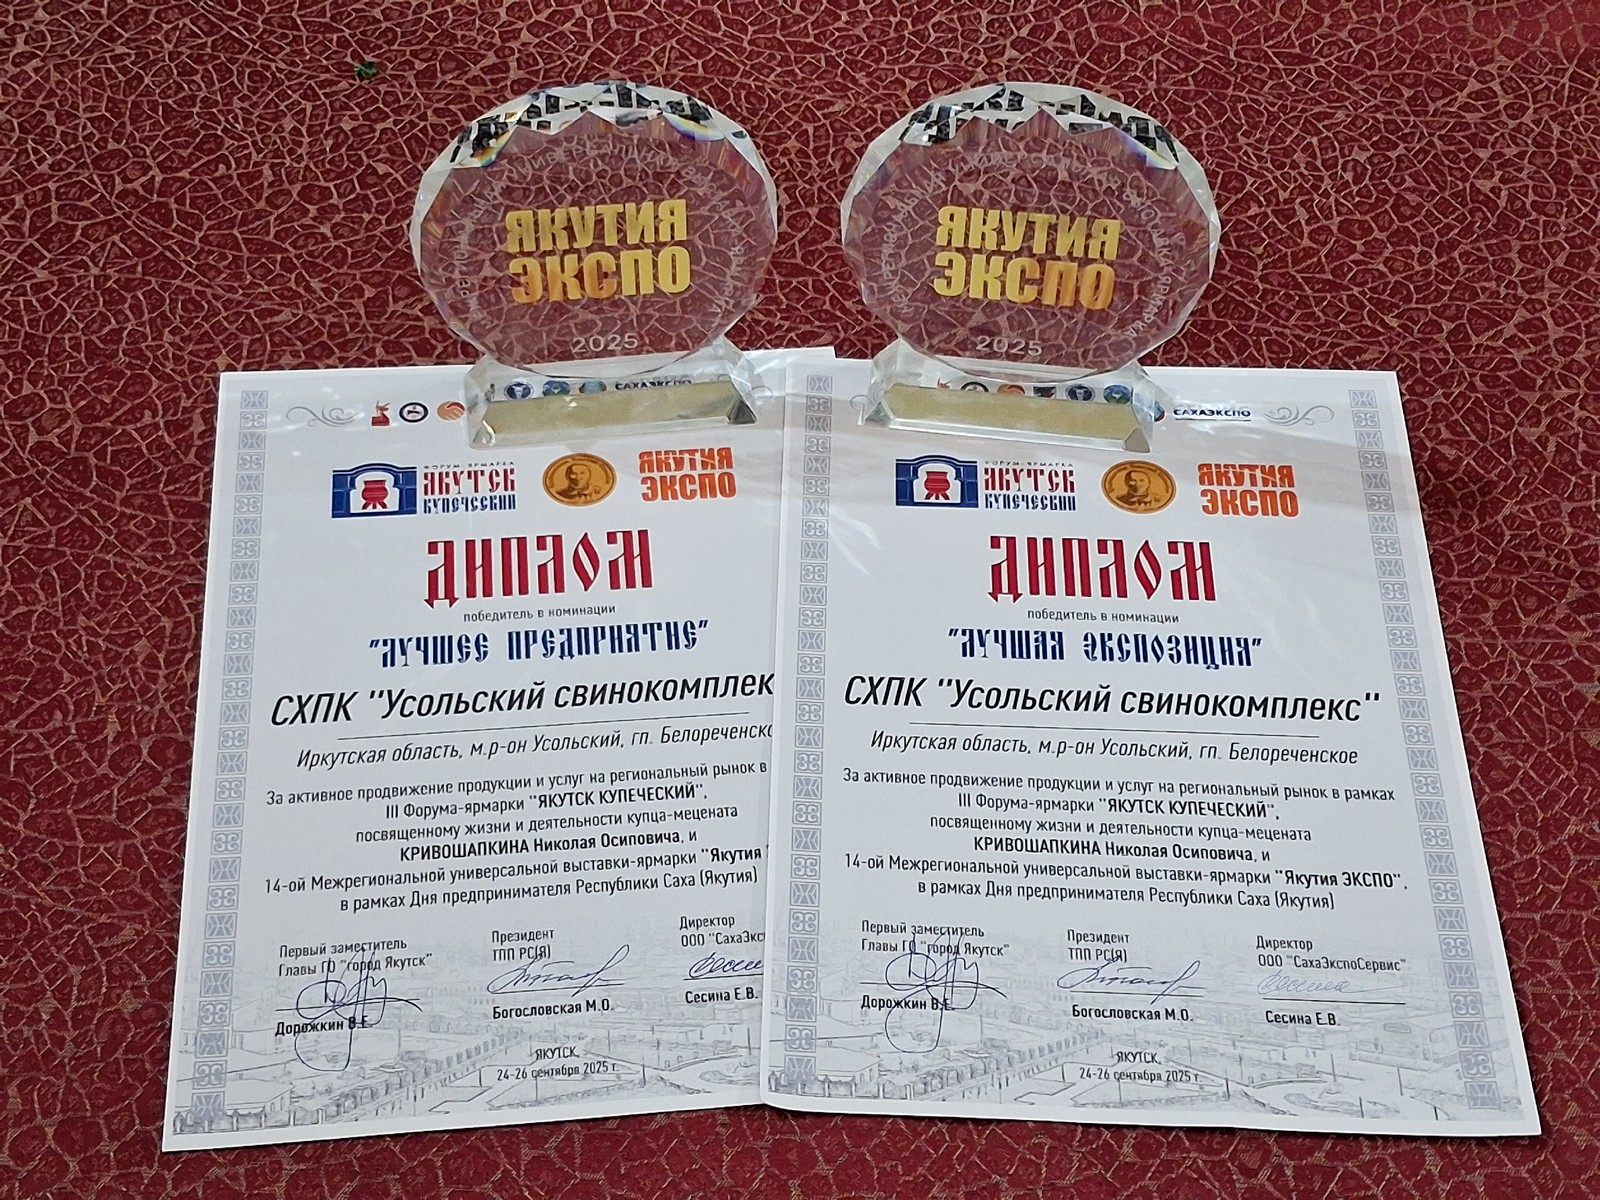 ЯКУТИЯ
ЭКСПО
2025
ЯКУТИЯ
ЭКСПО
2025
САХАЭКСПО
ФОРУМ-ЯРМАРКА
ЯКУТСК
КУПЕЧЕСКИЙ
ЯКУТИЯ
ЭКСПО
ДИПЛОМ
победитель в номинации
"ЛУЧШЕЕ ПРЕДПРИЯТИЕ"
СХПК "Усольский свинокомплек
Иркутская область, м.р-он Усольский, гп. Белореченско
За активное продвижение продукции и услуг на региональный рынок в
III Форума-ярмарки "ЯКУТСК КУПЕЧЕСКИЙ",
посвященному жизни и деятельности купца-мецената
КРИВОШАПКИНА Николая Осиповича, и
14-ой Межрегиональной универсальной выставки-ярмарки "Якутия
в рамках Дня предпринимателя Республики Саха (Якутия)
Первый заместитель
Главы ГО "город Якутск"
Дорожкин В.Е.
Президент
ТПП РС(Я)
Богословская М.О.
Директор
ООО "СахаЭкс
Сесина Е.В.
ЯКУТСК,
24-26 сентября 2025 г.
САХАЭКСПО
ФОРУМ-ЯРМАРКА
ЯКУТСК
КУПЕЧЕСКИЙ
ЯКУТИЯ
ЭКСПО
ДИПЛОМ
победитель в номинации
"ЛУЧШАЯ ЭКСПОЗИЦИЯ"
СХПК "Усольский свинокомплекс"
Иркутская область, м.р-он Усольский, гп. Белореченское
За активное продвижение продукции и услуг на региональный рынок в рамках
III Форума-ярмарки "ЯКУТСК КУПЕЧЕСКИЙ",
посвященному жизни и деятельности купца-мецената
КРИВОШАПКИНА Николая Осиповича, и
14-ой Межрегиональной универсальной выставки-ярмарки "Якутия ЭКСПО",
в рамках Дня предпринимателя Республики Саха (Якутия)
Первый заместитель
Главы ГО "город Якутск"
Дорожкин В.Е.
Президент
ТПП РС(Я)
Богословская М.О.
Директор
ООО "СахаЭкспоСервис"
Сесина Е.В.
ЯКУТСК,
24-26 сентября 2025 г.